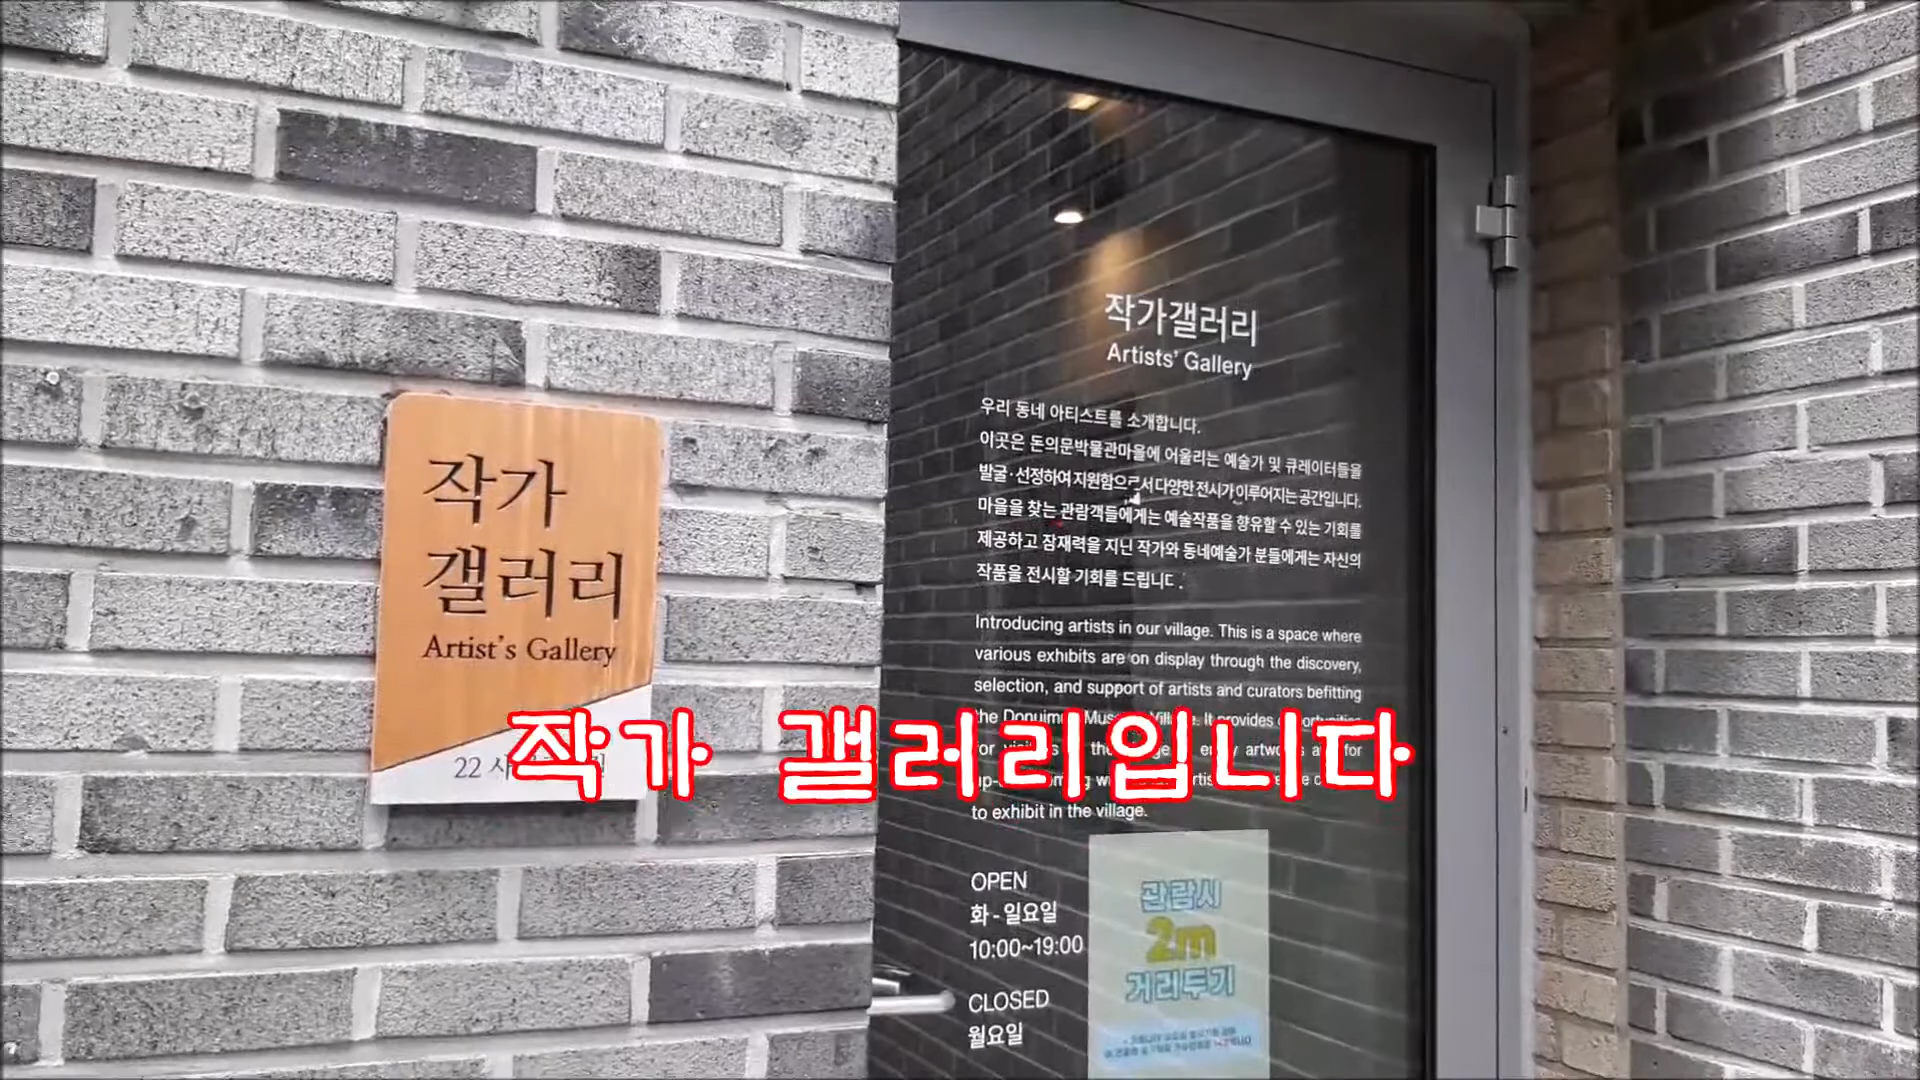 작가
갤러리
Artist's Gallery
22
작가갤러리
Artists' Gallery
우리 동네 아티스트를 소개합니다.
이곳은 돈의문박물관마을에 어울리는 예술가 및 큐레이터들을
발굴·선정하여 지원함으로서 다양한 전시가 이루어지는 공간입니다.
마을을 찾는 관람객들에게는 예술작품을 향유할 수 있는 기회를
제공하고 잠재력을 지닌 작가와 동네예술가 분들에게는 자신의
작품을 전시할 기회를 드립니다.
Introducing artists in our village. This is a space where
various exhibits are on display through the discovery,
selection, and support of artists and curators befitting
the It provides
artworks for
to exhibit in the village.
작가 갤러리입니다
OPEN
화 - 일요일
10:00~19:00
CLOSED
월요일
관람시
2m
거리두기